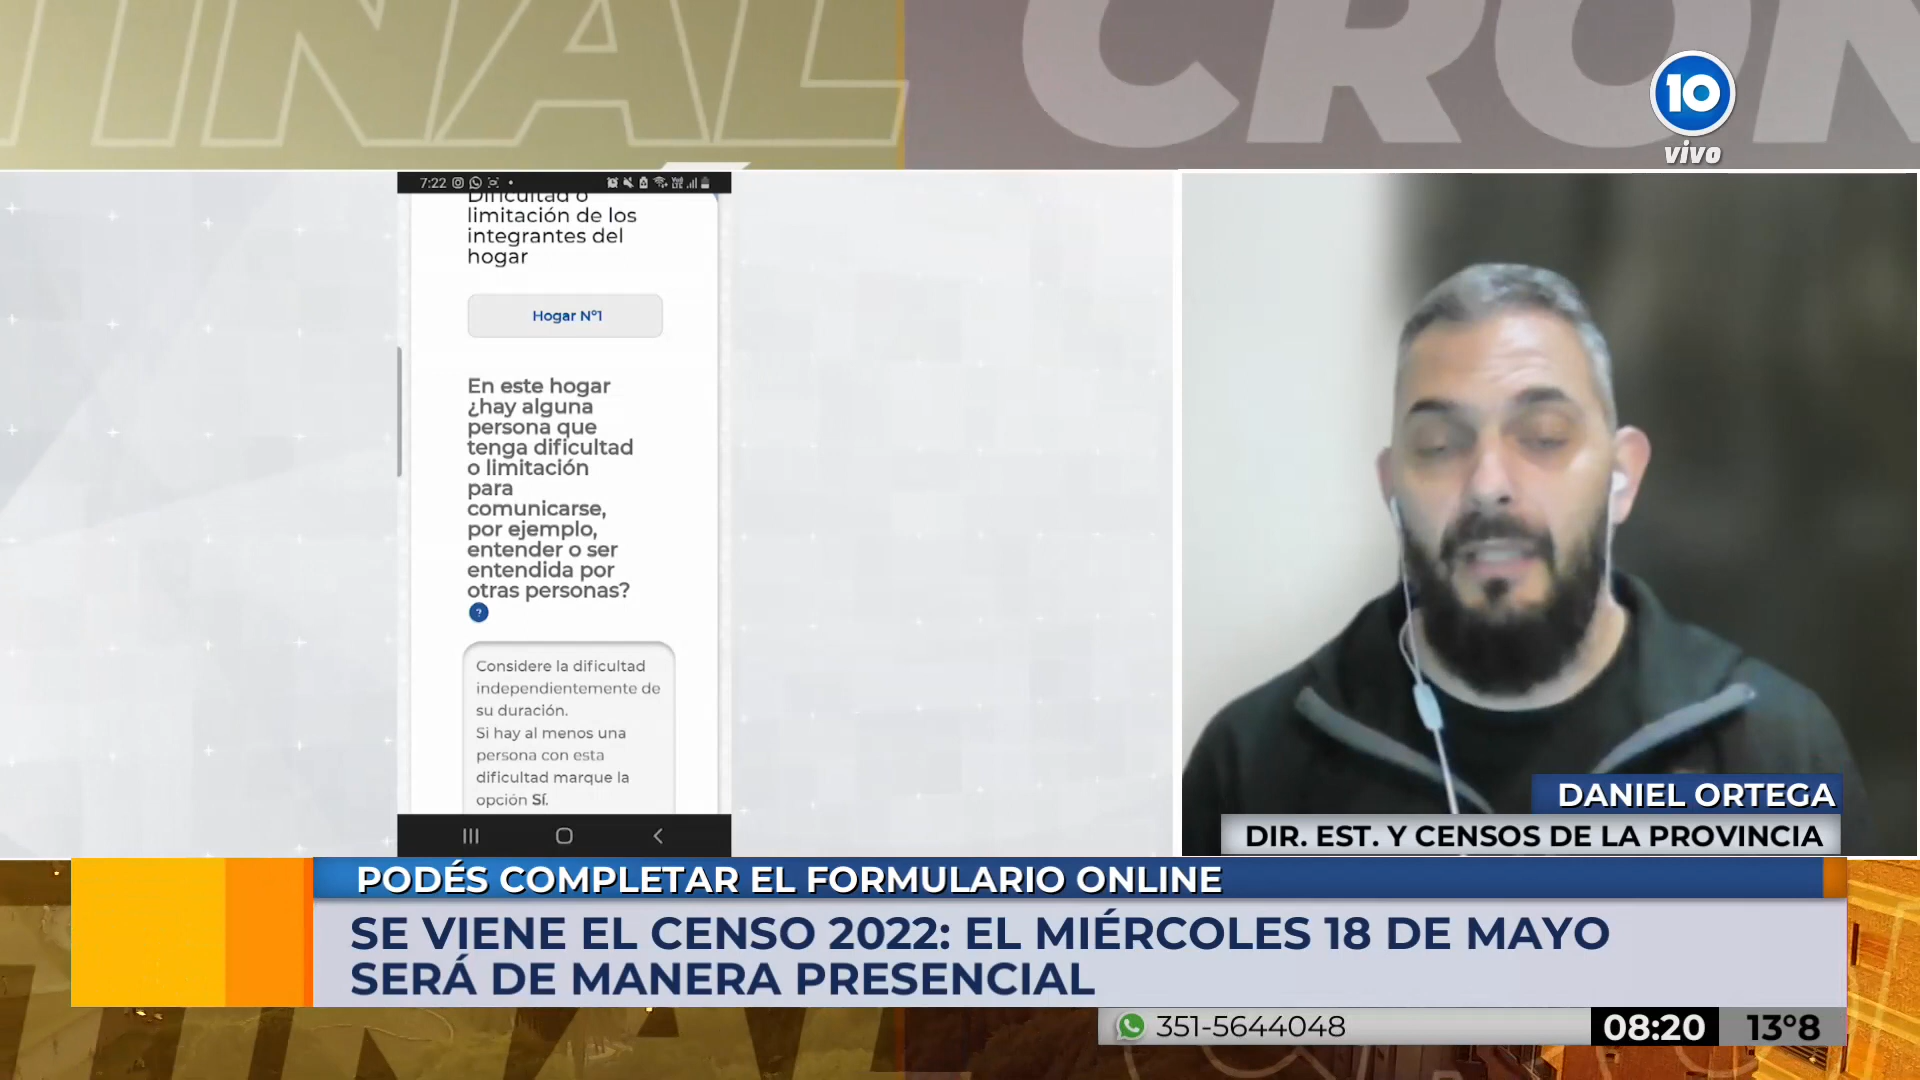 TINAL CRON
10
vivo
7:22
Dificultad o
limitación de los
integrantes del
hogar
Hogar N°1
En este hogar
¿hay alguna
persona que
tenga dificultad
o limitación
para
comunicarse,
por ejemplo,
entender o ser
entendida por
otras personas?
?
Considere la dificultad
independientemente de
su duración.
Si hay al menos una
persona con esta
dificultad marque la
opción Sí.
DANIEL ORTEGA
DIR. EST. Y CENSOS DE LA PROVINCIA
PODÉS COMPLETAR EL FORMULARIO ONLINE
SE VIENE EL CENSO 2022: EL MIÉRCOLES 18 DE MAYO
SERÁ DE MANERA PRESENCIAL
351-5644048
08:20
13°8